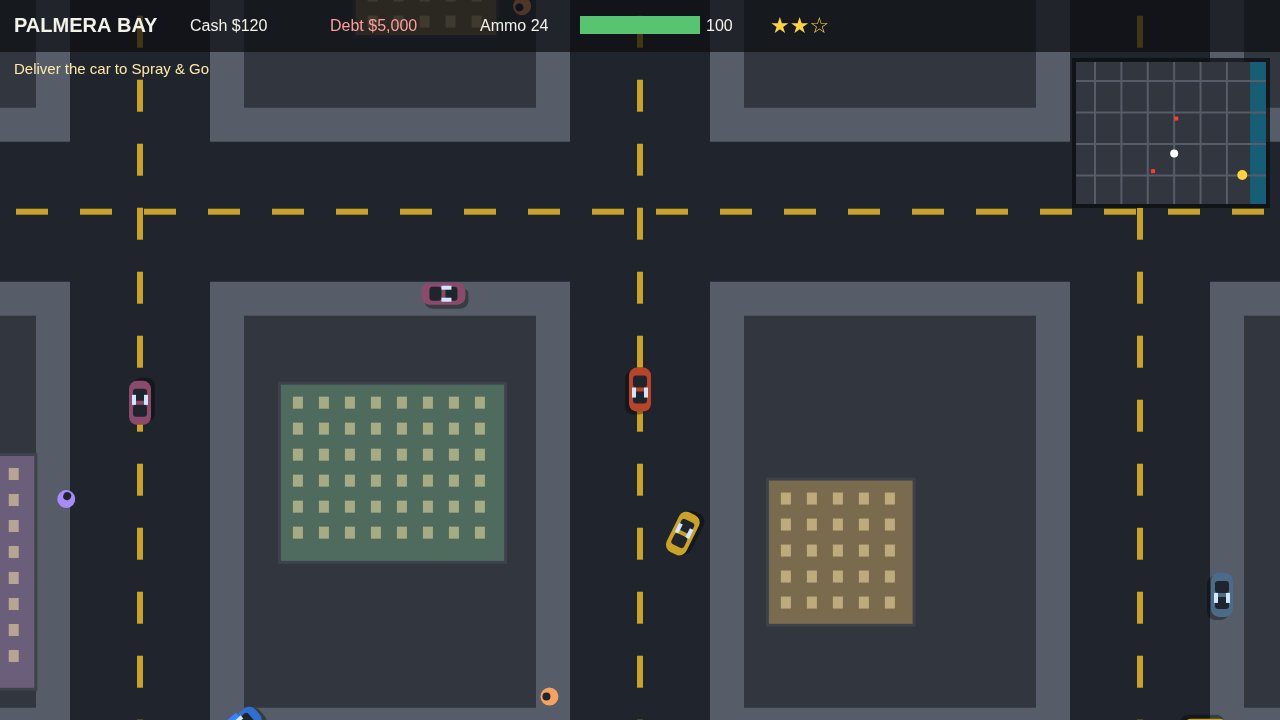 PALMERA BAY Cash $120 Debt $5,000 Ammo 24 100 ★★☆
Deliver the car to Spray & Go